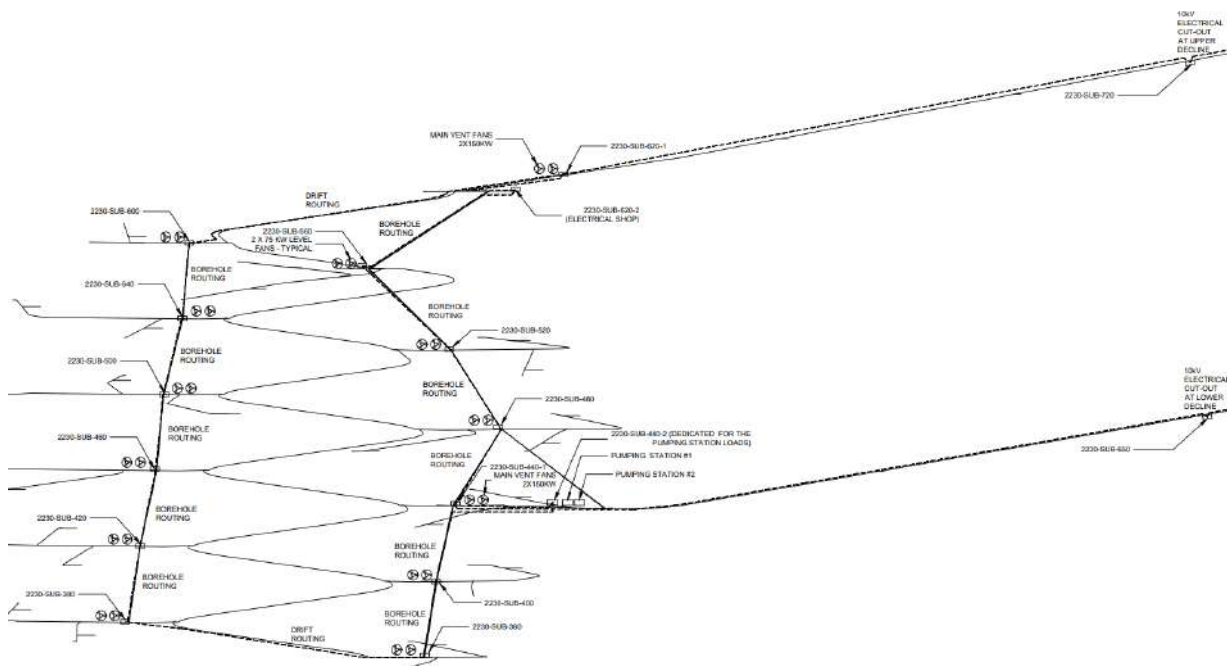 10kV
ELECTRICAL
CUT-OUT
AT UPPER
DECLINE
2230-SUB-720
MAIN VENT FANS
2X150KW
2230-SUB-620-1
DRIFT
ROUTING
2230-SUB-620-2
(ELECTRICAL SHOP)
2230-SUB-600
BOREHOLE
ROUTING
2230-SUB-560
2 X 75 KW LEVEL
FANS - TYPICAL
BOREHOLE
ROUTING
2230-SUB-540
BOREHOLE
ROUTING
2230-SUB-520
BOREHOLE
ROUTING
2230-SUB-500
BOREHOLE
ROUTING
2230-SUB-480
10kV
ELECTRICAL
CUT-OUT
AT LOWER
DECLINE
BOREHOLE
ROUTING
2230-SUB-440-2 (DEDICATED FOR THE
PUMPING STATION LOADS)
2230-SUB-460
BOREHOLE
ROUTING
2230-SUB-440-1
MAIN VENT FANS
2X150KW
PUMPING STATION #1
PUMPING STATION #2
2230-SUB-650
BOREHOLE
ROUTING
2230-SUB-420
BOREHOLE
ROUTING
BOREHOLE
ROUTING
2230-SUB-380
2230-SUB-400
BOREHOLE
ROUTING
DRIFT
ROUTING
2230-SUB-360